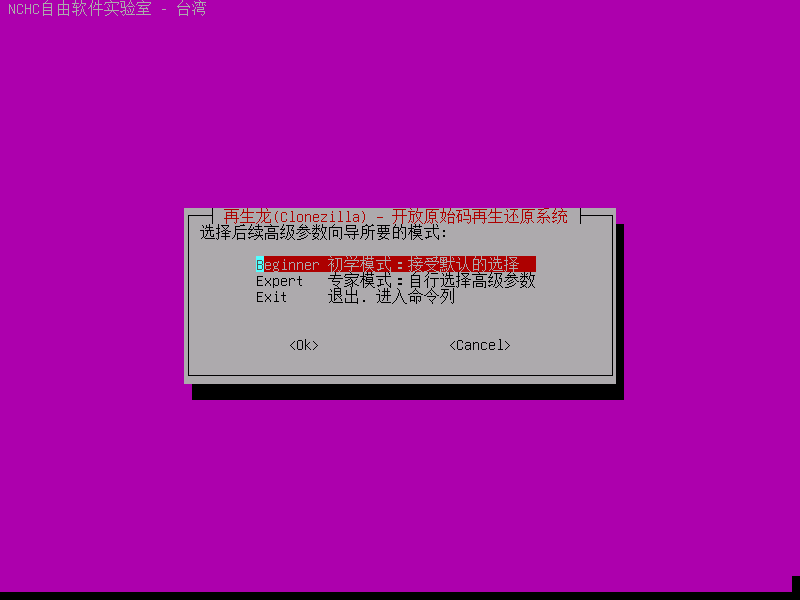 NCHC自由软件实验室 - 台湾
再生龙(Clonezilla) - 开放原始码再生还原系统
选择后续高级参数向导所要的模式:
Beginner 初学模式：接受默认的选择
Expert 专家模式：自行选择高级参数
Exit 退出. 进入命令列
<Ok> <Cancel>